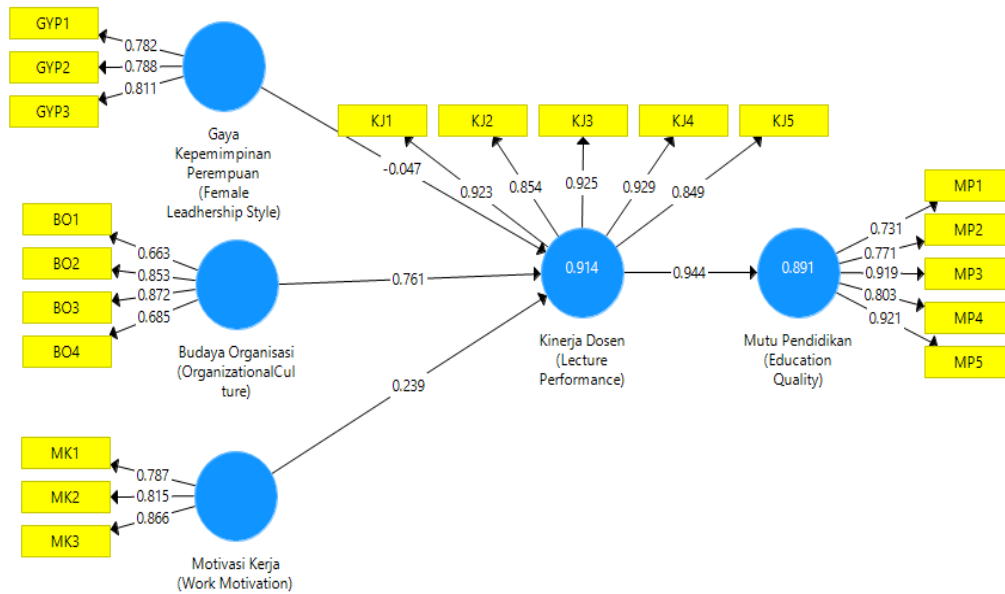 GYP1
GYP2
GYP3
0.782
0.788
0.811
Gaya
Kepemimpinan
Perempuan
(Female
Leadhership Style)
-0.047
KJ1
KJ2
KJ3
KJ4
KJ5
0.923
0.854
0.925
0.929
0.849
BO1
BO2
BO3
BO4
0.663
0.853
0.872
0.685
Budaya Organisasi
(OrganizationalCul
ture)
0.761
0.914
Kinerja Dosen
(Lecture
Performance)
0.944
0.891
Mutu Pendidikan
(Education
Quality)
MP1
MP2
MP3
MP4
MP5
0.731
0.771
0.919
0.803
0.921
0.239
MK1
MK2
MK3
0.787
0.815
0.866
Motivasi Kerja
(Work Motivation)